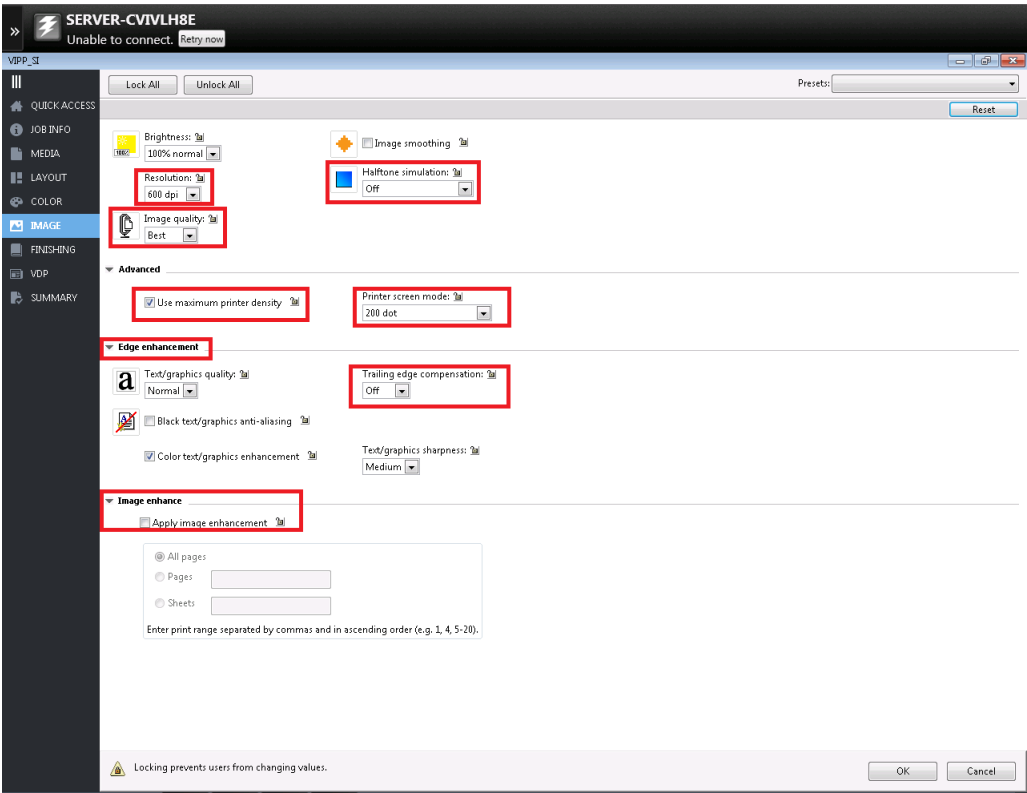 SERVER-CVIVLH8E
Unable to connect. Retry now
VIPP_SI
Lock All Unlock All Presets:
Reset
QUICK ACCESS
JOB INFO
MEDIA
LAYOUT
COLOR
IMAGE
FINISHING
VDP
SUMMARY
Brightness:
100%
100% normal
Image smoothing
Resolution:
600 dpi
Halftone simulation:
Off
Image quality:
Best
Advanced
Use maximum printer density
Printer screen mode:
200 dot
Edge enhancement
a
Text/graphics quality:
Normal
Trailing edge compensation:
Off
A
Black text/graphics anti-aliasing
Color text/graphics enhancement
Text/graphics sharpness:
Medium
Image enhance
Apply image enhancement
All pages
Pages
Sheets
Enter print range separated by commas and in ascending order (e.g. 1, 4, 5-20).
Locking prevents users from changing values.
OK Cancel